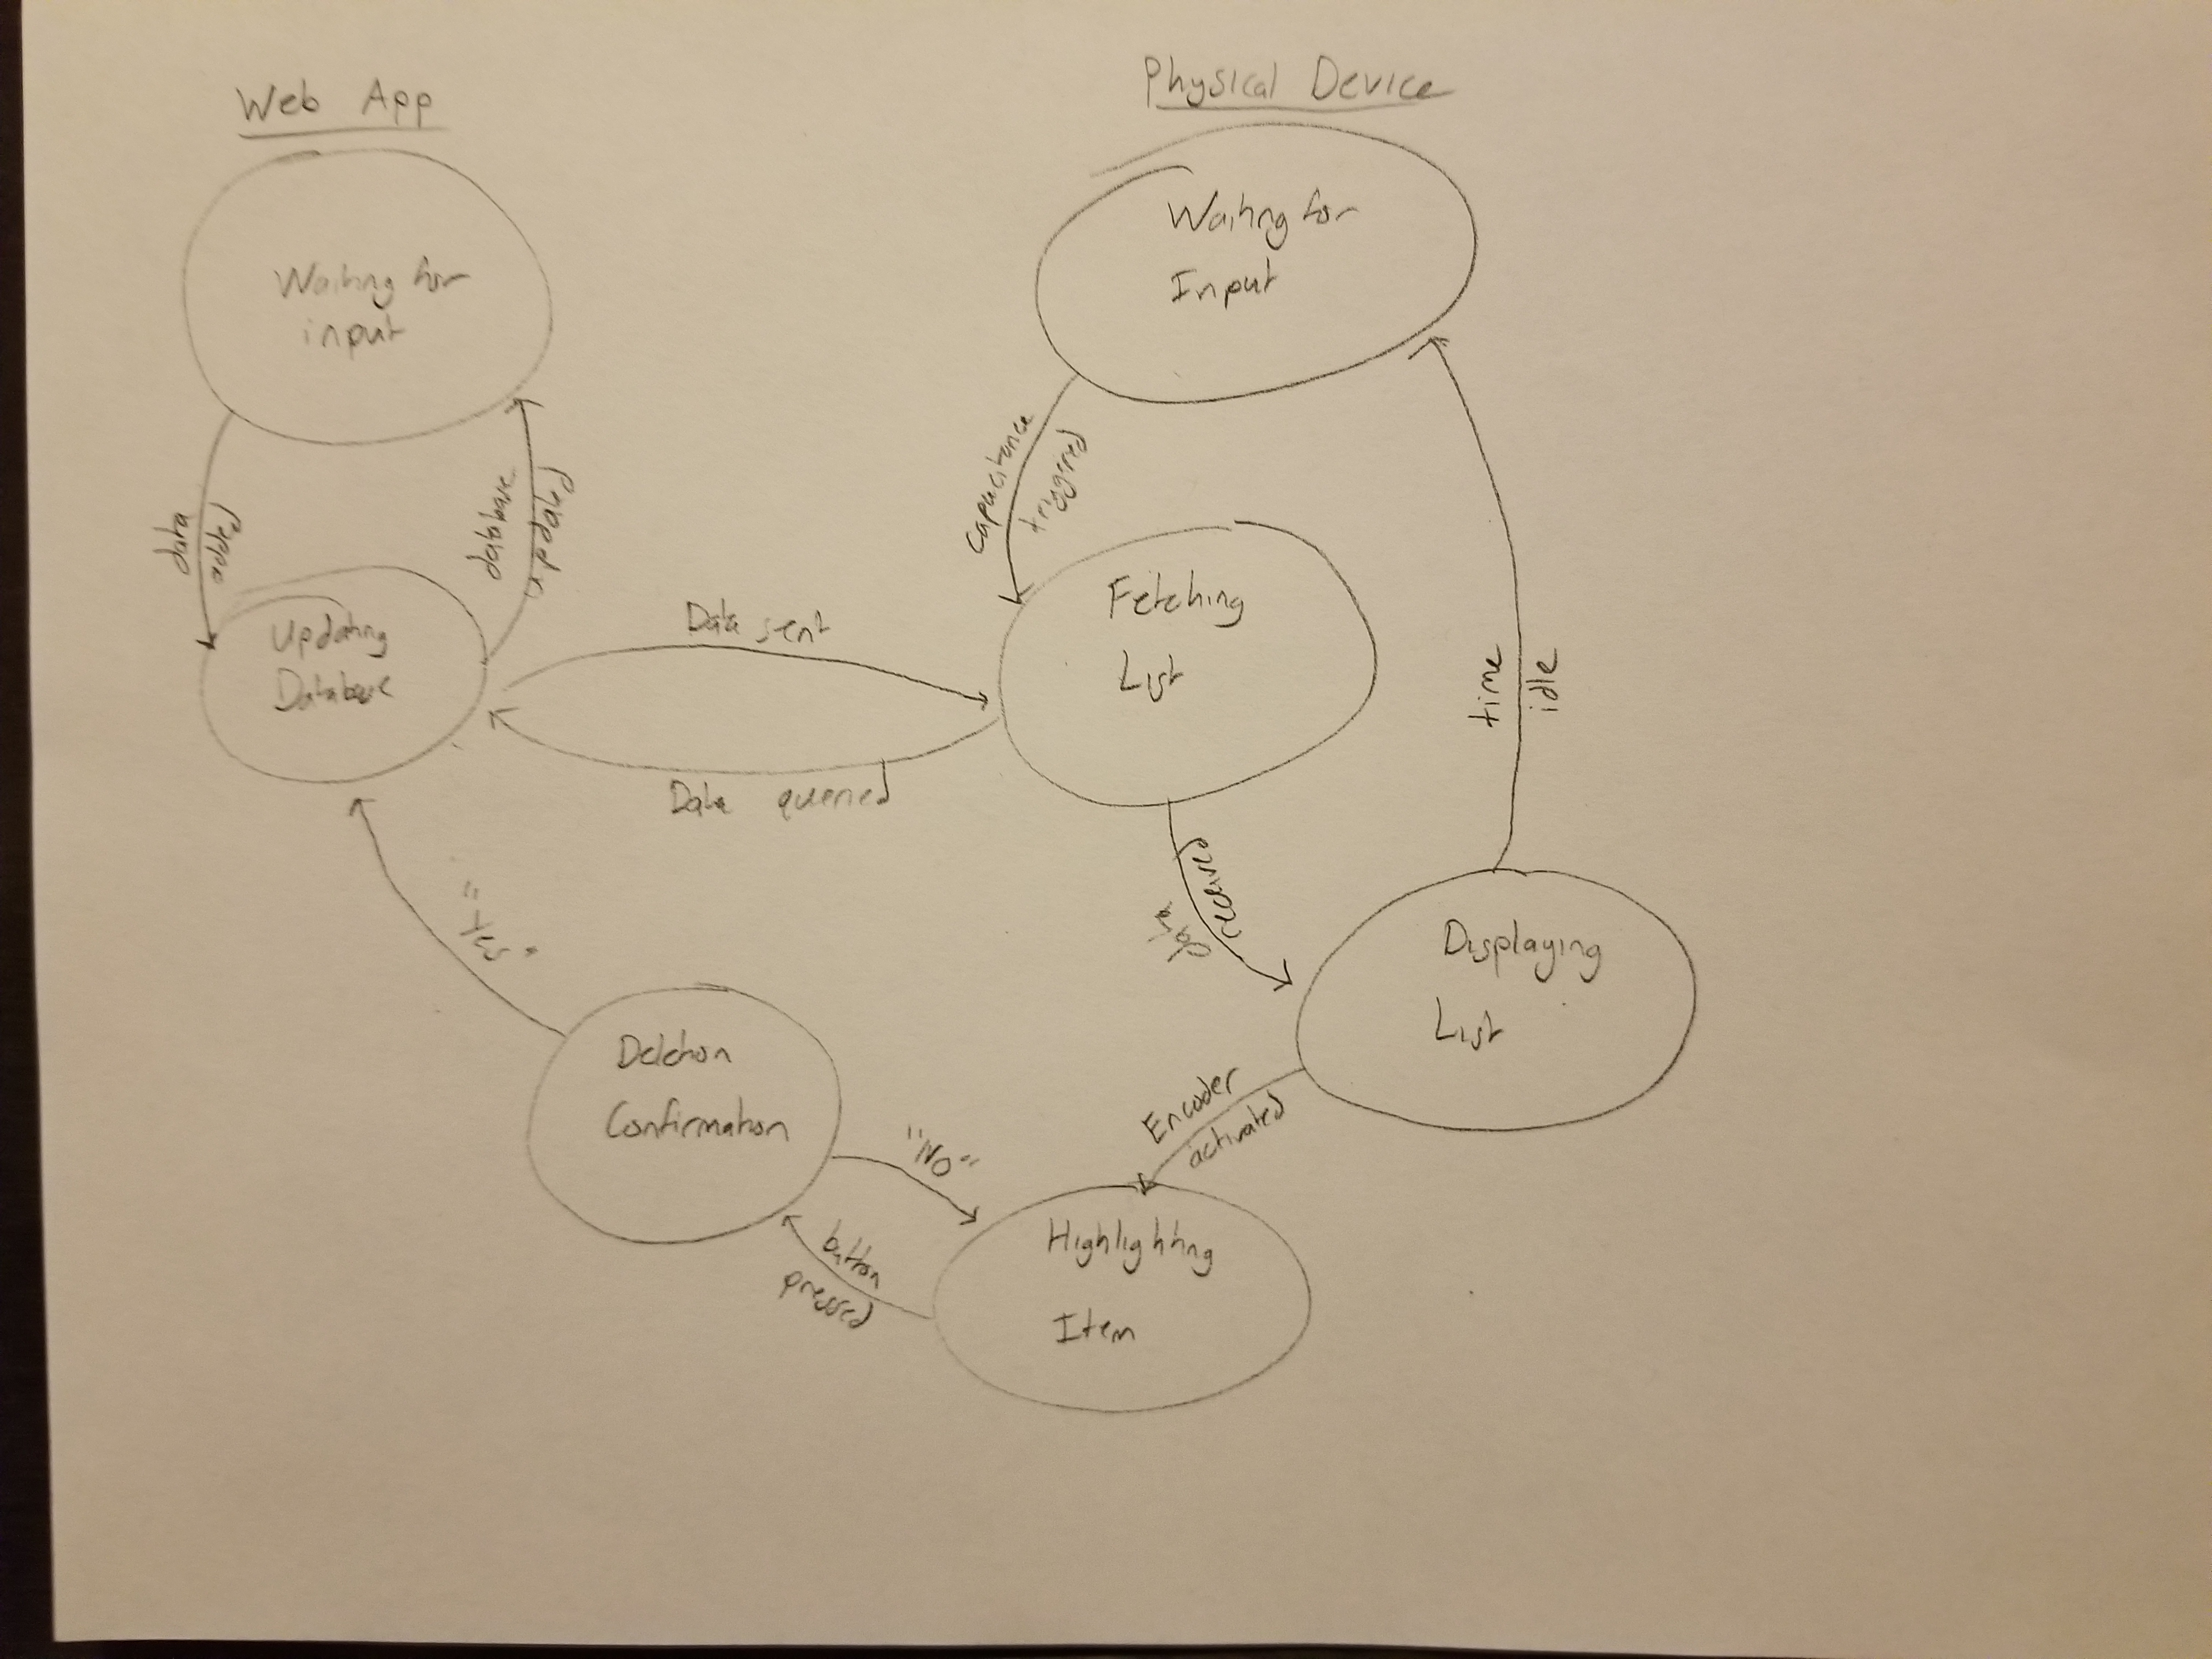 Web App
Physical Device
Waiting for
input
Waiting for
Input
data
added
database
updated
capacitance
triggered
Updating
Database
Data sent
Data queried
Fetching
List
time
idle
data
received
Displaying
List
"Yes"
Deletion
Confirmation
"NO"
button
pressed
Encoder
activated
Highlighting
Item